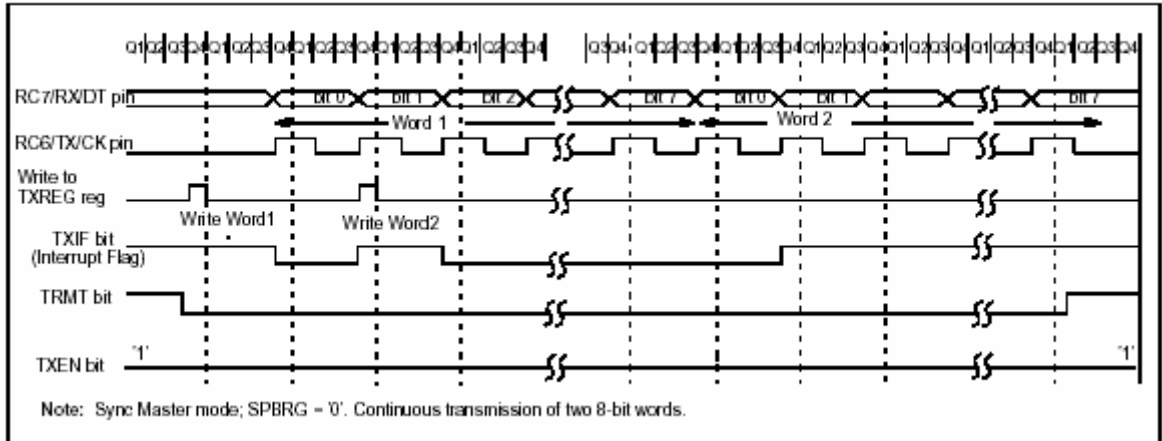 Q1 Q2 Q3 Q4 Q1 Q2 Q3 Q4 Q1 Q2 Q3 Q4 Q1 Q2 Q3 Q4 Q1 Q2 Q3 Q4 Q3 Q4 Q1 Q2 Q3 Q4 Q1 Q2 Q3 Q4 Q1 Q2 Q3 Q4 Q1 Q2 Q3 Q4 Q1 Q2 Q3 Q4 Q1 Q2 Q3 Q4
RC7/RX/DT pin bit 0 bit 1 bit 2 bit 7 bit 0 bit 1 bit 7
Word 1 Word 2
RC6/TX/CK pin
Write to
TXREG reg
Write Word1 Write Word2
TXIF bit
(Interrupt Flag)
TRMT bit
'1' '1'
TXEN bit
Note: Sync Master mode; SPBRG = '0'. Continuous transmission of two 8-bit words.